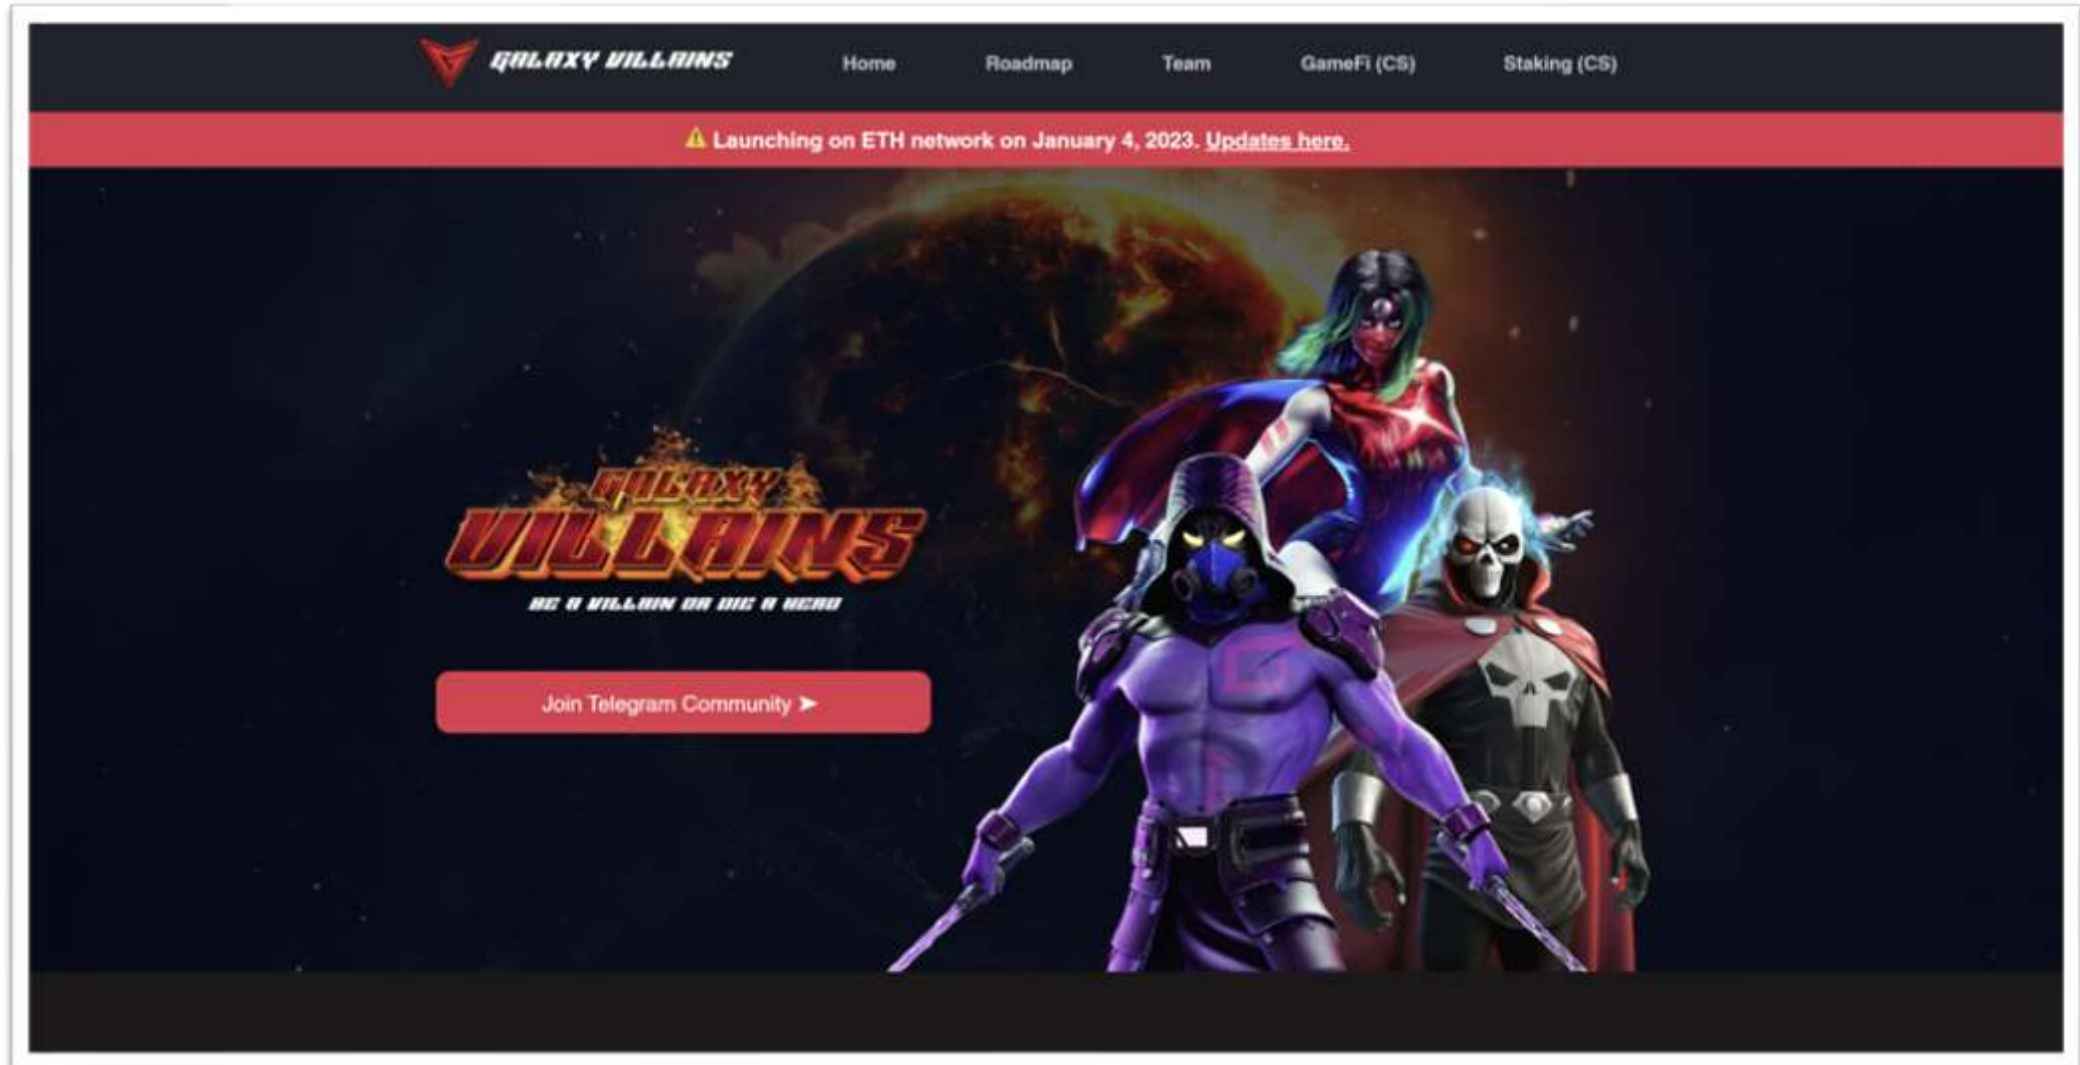 GALAXY VILLAINS
Home
Roadmap
Team
GameFi (CS)
Staking (CS)
⚠ Launching on ETH network on January 4, 2023. Updates here.
GALAXY
VILLAINS
BE A VILLAIN OR DIE A HERO
Join Telegram Community ➤